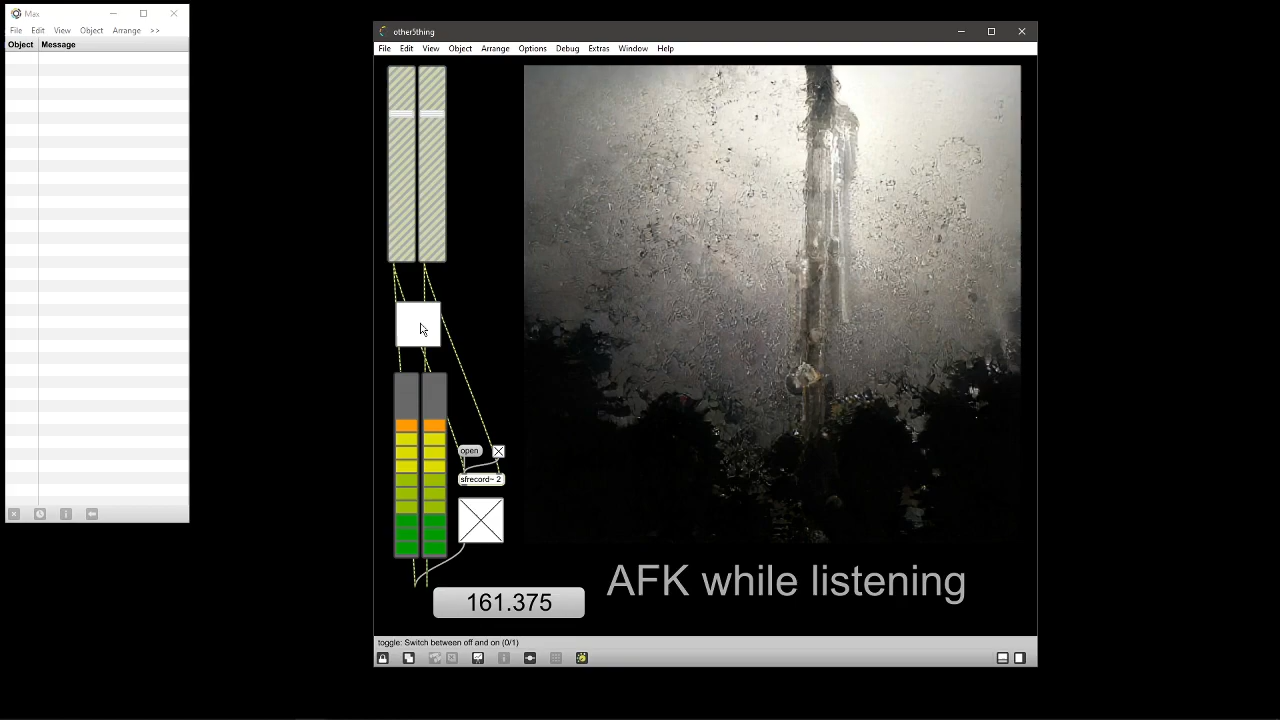 Max
File Edit View Object Arrange >>
Object Message
other5thing
File Edit View Object Arrange Options Debug Extras Window Help
open
sfrecord~ 2
161.375
AFK while listening
toggle: Switch between off and on (0/1)